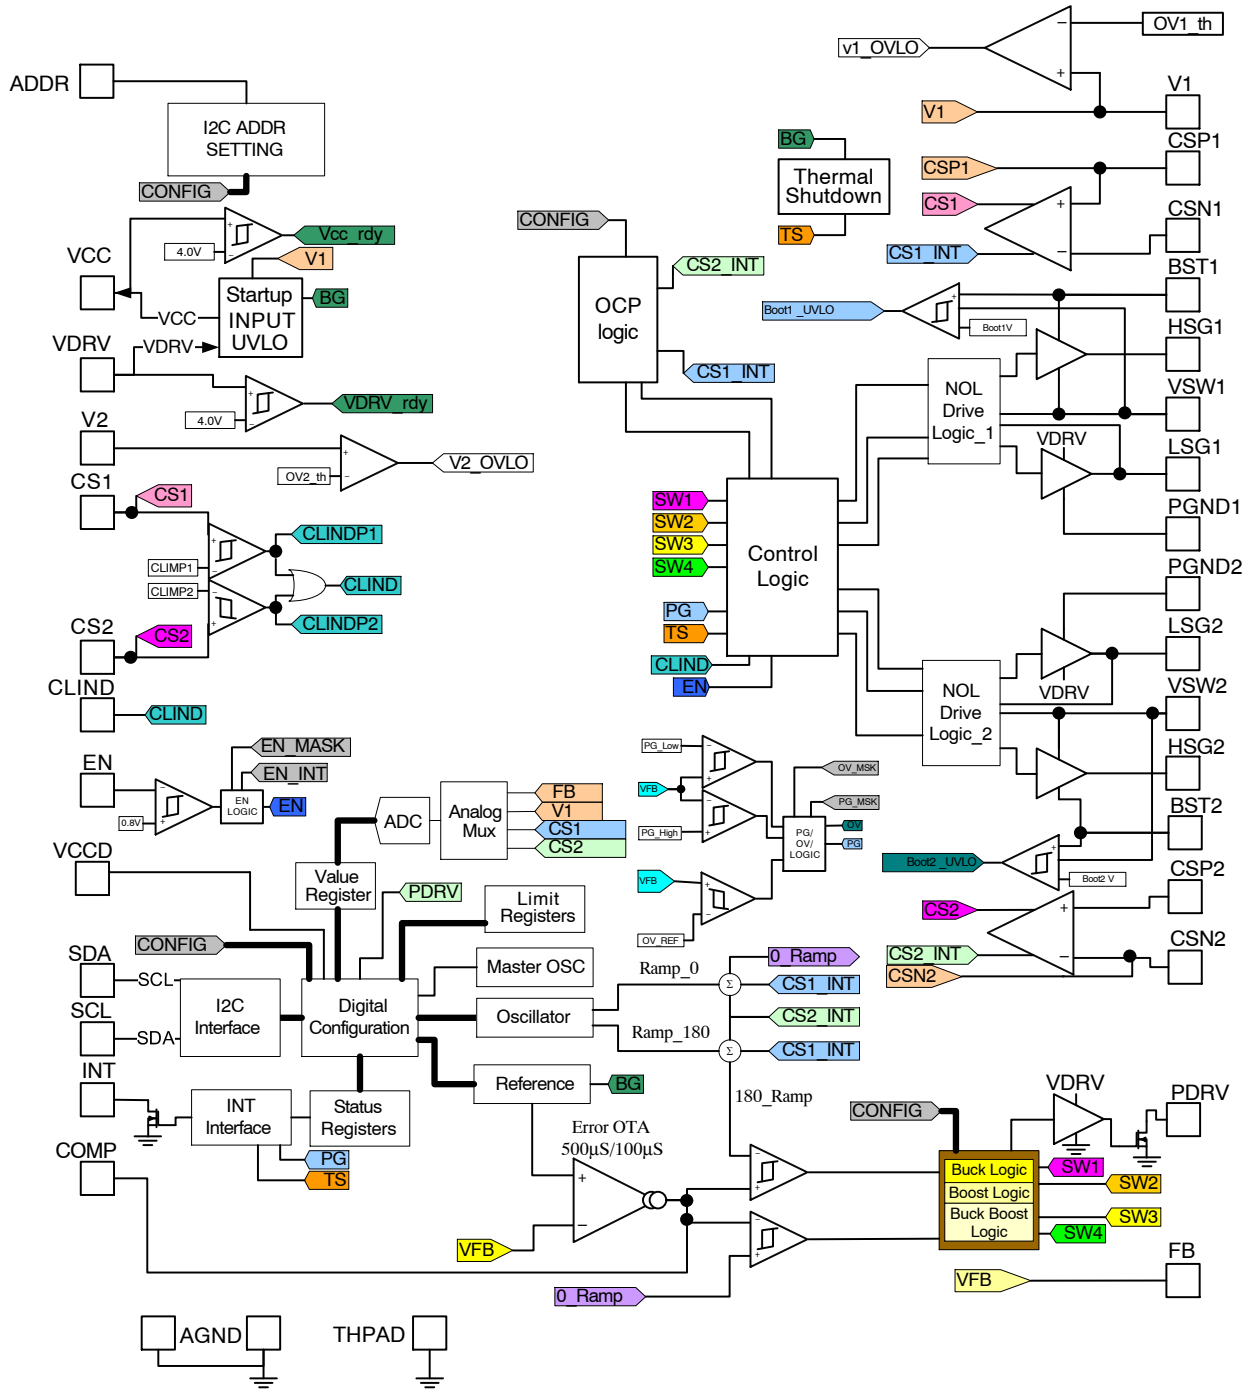 ADDR
I2C ADDR
SETTING
CONFIG
VCC
4.0V
Vcc_rdy
V1
Startup
INPUT
UVLO
BG
VCC
VDRV
VDRV
4.0V
VDRV_rdy
V2
OV2_th
V2_OVLO
CS1
CS1
CLINDP1
CLIMP1
CLIMP2
CLIND
CLINDP2
CS2
CS2
CLIND
CLIND
EN
0.8V
EN_MASK
EN_INT
EN
LOGIC
EN
v1_OVLO
OV1_th
V1
V1
BG
Thermal
Shutdown
TS
CSP1
CSP1
CS1
CSN1
CS1_INT
CONFIG
OCP
logic
CS2_INT
CS1_INT
BST1
Boot1_UVLO
Boot1V
HSG1
NOL
Drive
Logic_1
VSW1
VDRV
LSG1
PGND1
SW1
SW2
SW3
SW4
PG
TS
CLIND
EN
Control
Logic
PGND2
LSG2
NOL
Drive
Logic_2
VDRV
VSW2
HSG2
BST2
Boot2_UVLO
Boot2 V
CSP2
CS2
CS2_INT
CSN2
CSN2
PG_Low
VFB
PG_High
VFB
OV_REF
OV_MSK
PG_MSK
PG/
OV/
LOGIC
OV
PG
VCCD
ADC
Analog
Mux
FB
V1
CS1
CS2
Value
Register
PDRV
Limit
Registers
CONFIG
SDA
SCL
I2C
Interface
SCL
SDA
Digital
Configuration
Master OSC
Oscillator
Ramp_0
0_Ramp
Σ
CS1_INT
CS2_INT
Ramp_180
Σ
CS1_INT
Reference
BG
180_Ramp
INT
INT
Interface
Status
Registers
PG
TS
COMP
Error OTA
500µS/100µS
+
−
VFB
0_Ramp
CONFIG
Buck Logic
Boost Logic
Buck Boost
Logic
VDRV
PDRV
SW1
SW2
SW3
SW4
VFB
FB
AGND
THPAD